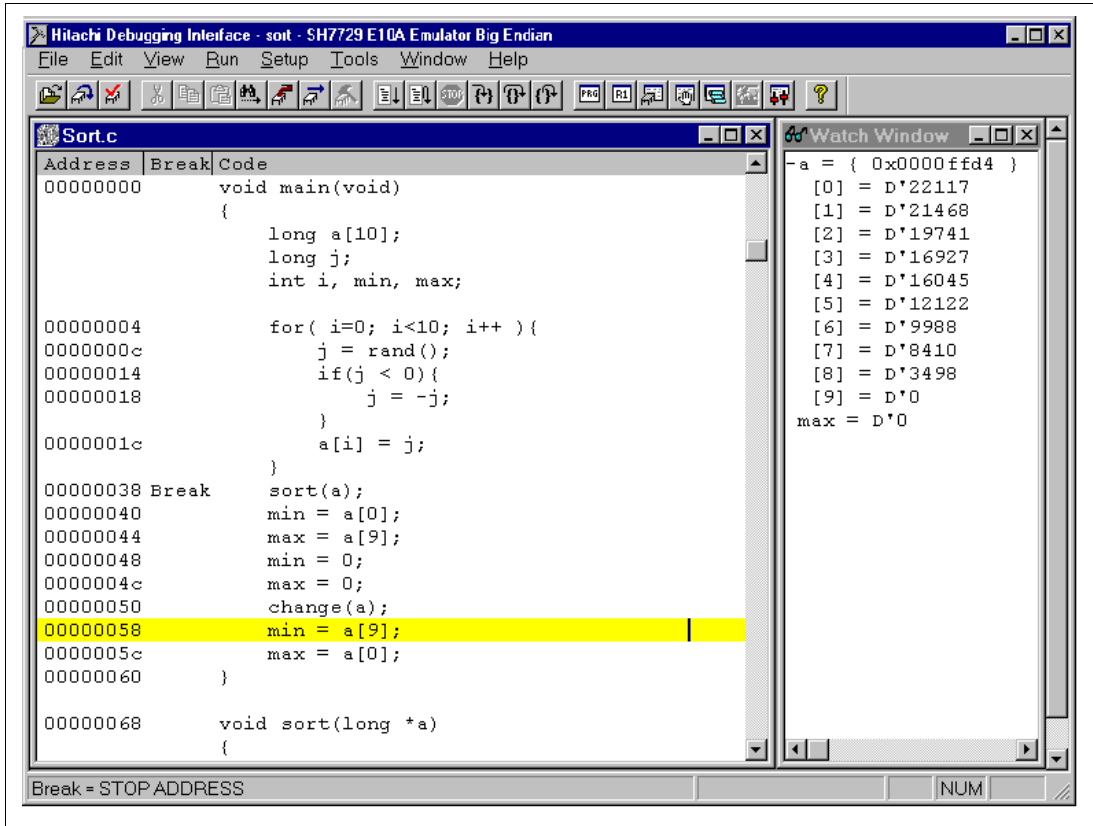 Hitachi Debugging Interface - sort - SH7729 E10A Emulator Big Endian
File Edit View Run Setup Tools Window Help
STOP PRG R1 ?
Sort.c
Address Break Code
00000000 void main(void)
{
long a[10];
long j;
int i, min, max;
00000004 for( i=0; i<10; i++ ){
0000000c j = rand();
00000014 if(j < 0){
00000018 j = -j;
}
0000001c a[i] = j;
}
00000038 Break sort(a);
00000040 min = a[0];
00000044 max = a[9];
00000048 min = 0;
0000004c max = 0;
00000050 change(a);
00000058 min = a[9];
0000005c max = a[0];
00000060 }
00000068 void sort(long *a)
{
Watch Window
-a = { 0x0000ffd4 }
[0] = D'22117
[1] = D'21468
[2] = D'19741
[3] = D'16927
[4] = D'16045
[5] = D'12122
[6] = D'9988
[7] = D'8410
[8] = D'3498
[9] = D'0
max = D'0
Break = STOP ADDRESS NUM